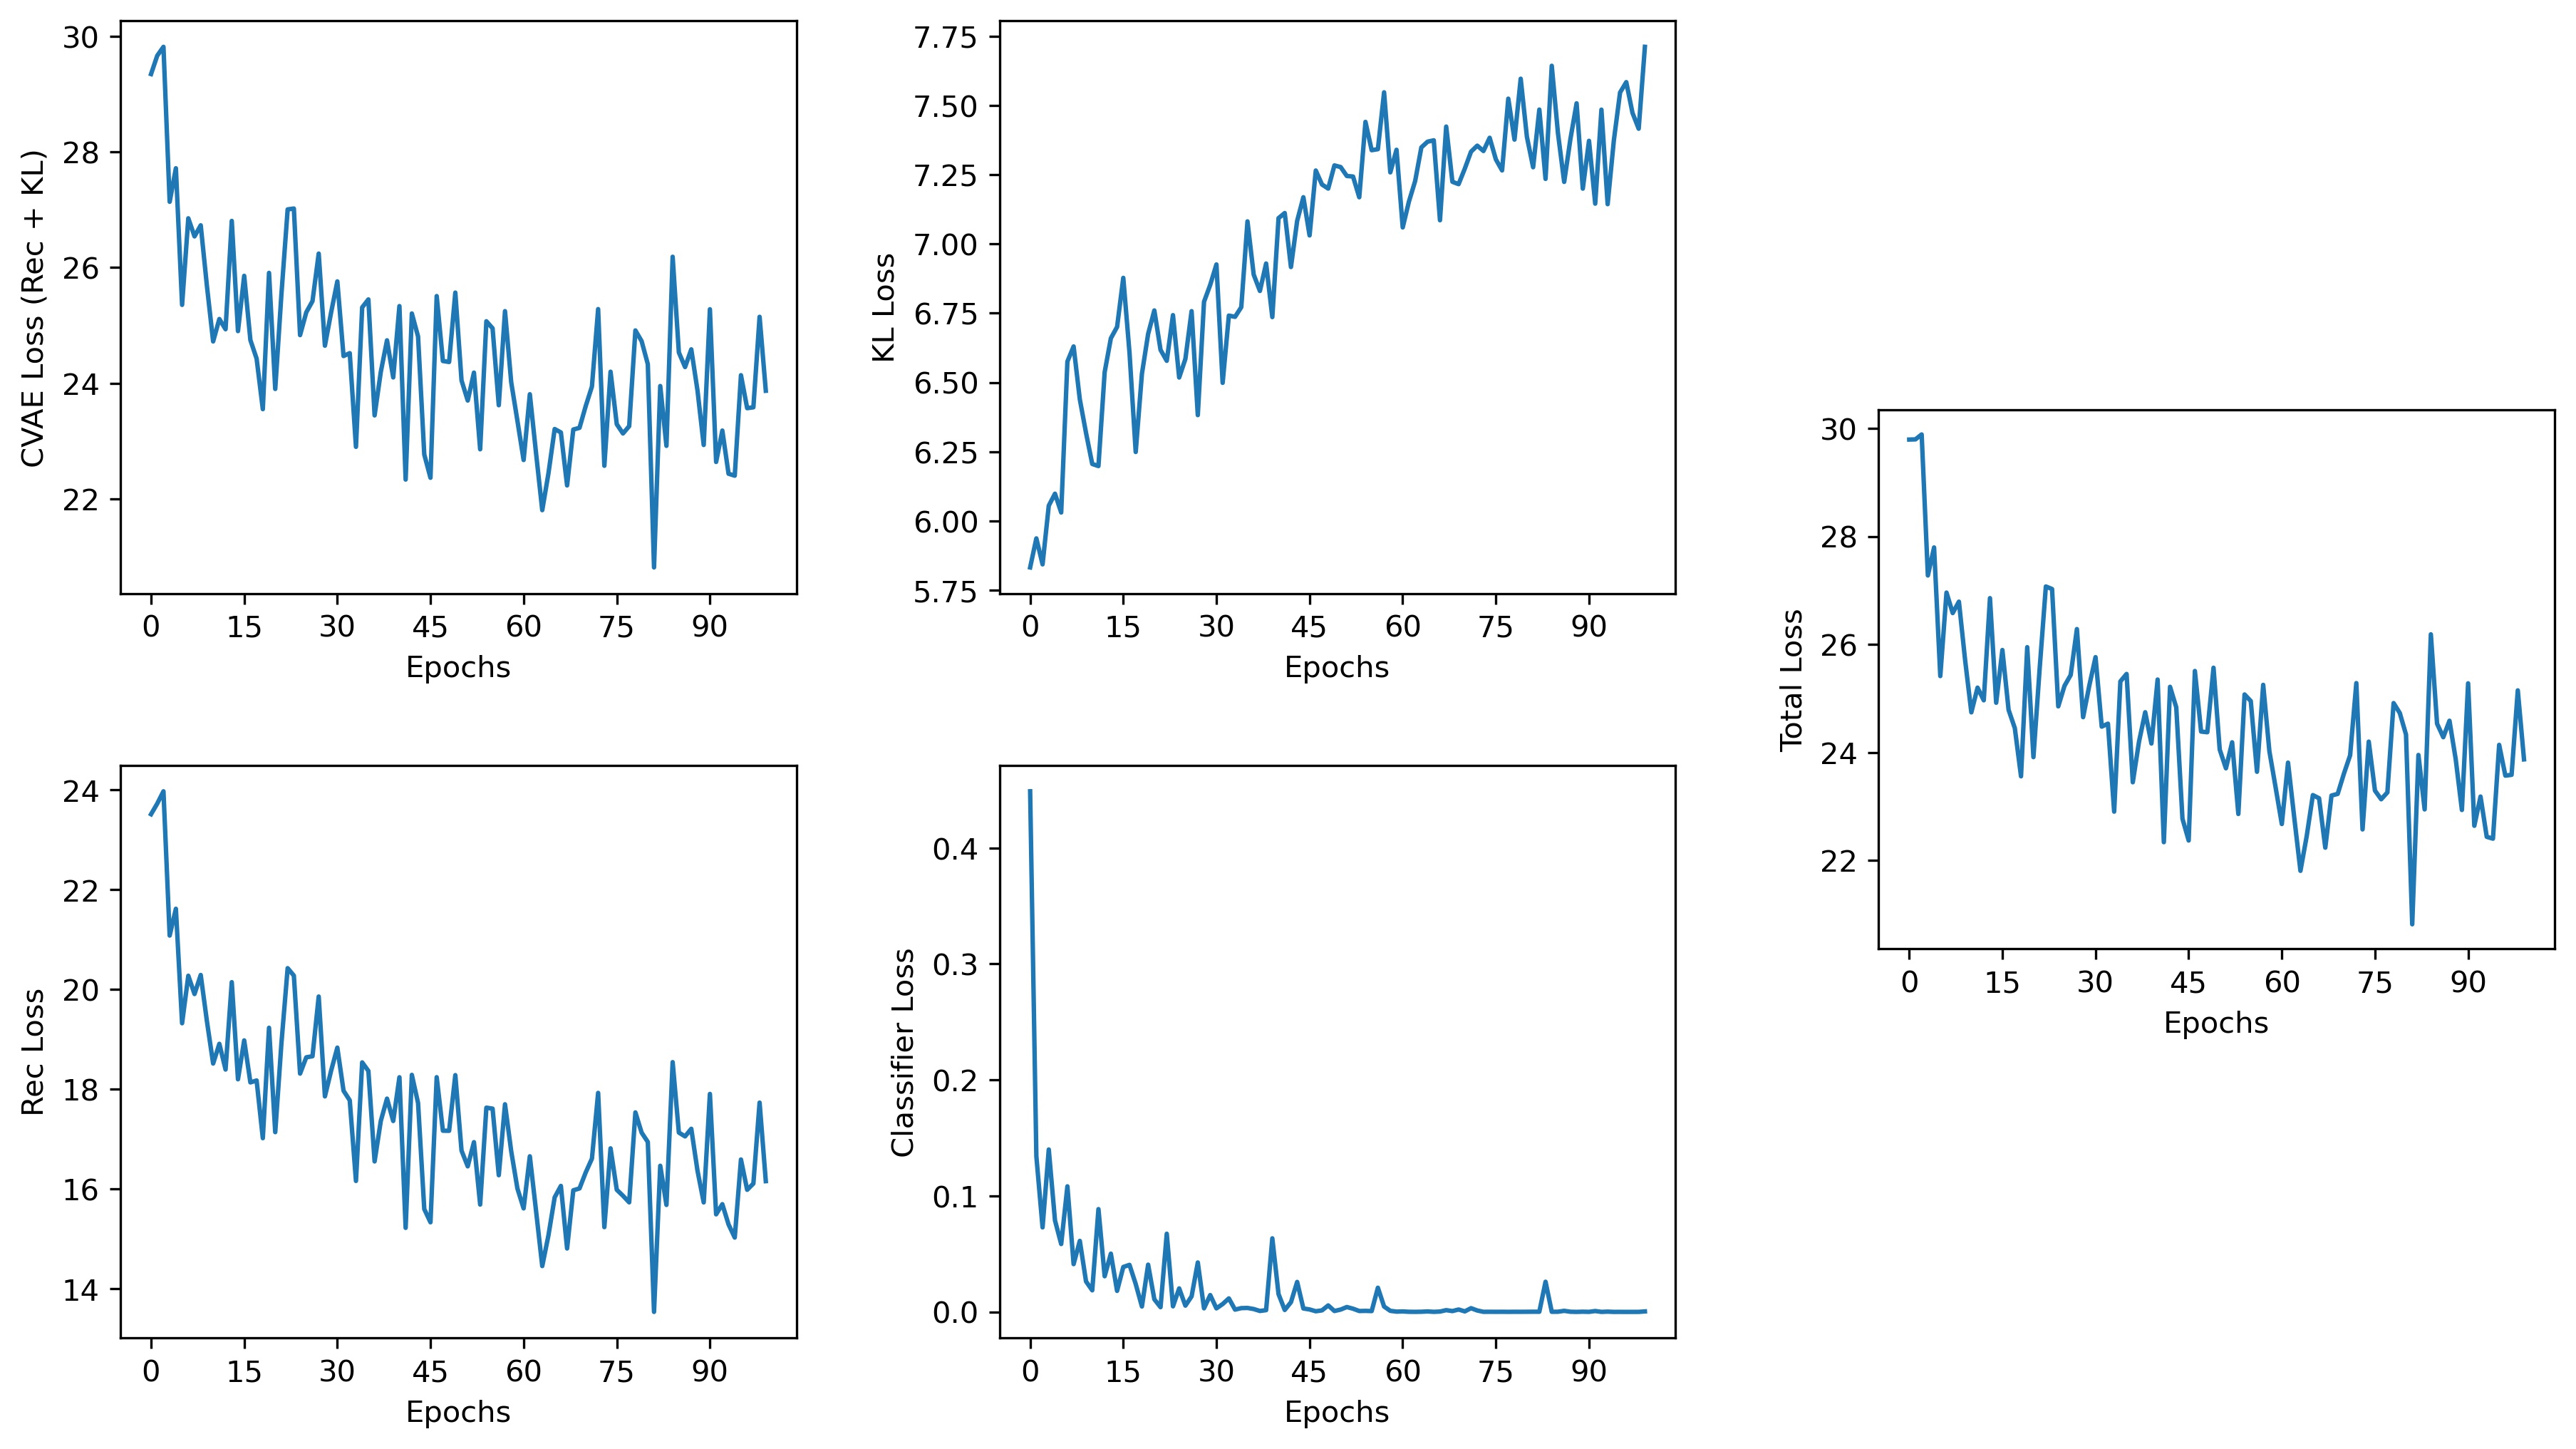 CVAE Loss (Rec + KL)
30
28
26
24
22
0 15 30 45 60 75 90
Epochs
KL Loss
7.75
7.50
7.25
7.00
6.75
6.50
6.25
6.00
5.75
0 15 30 45 60 75 90
Epochs
Rec Loss
24
22
20
18
16
14
0 15 30 45 60 75 90
Epochs
Classifier Loss
0.4
0.3
0.2
0.1
0.0
0 15 30 45 60 75 90
Epochs
Total Loss
30
28
26
24
22
0 15 30 45 60 75 90
Epochs